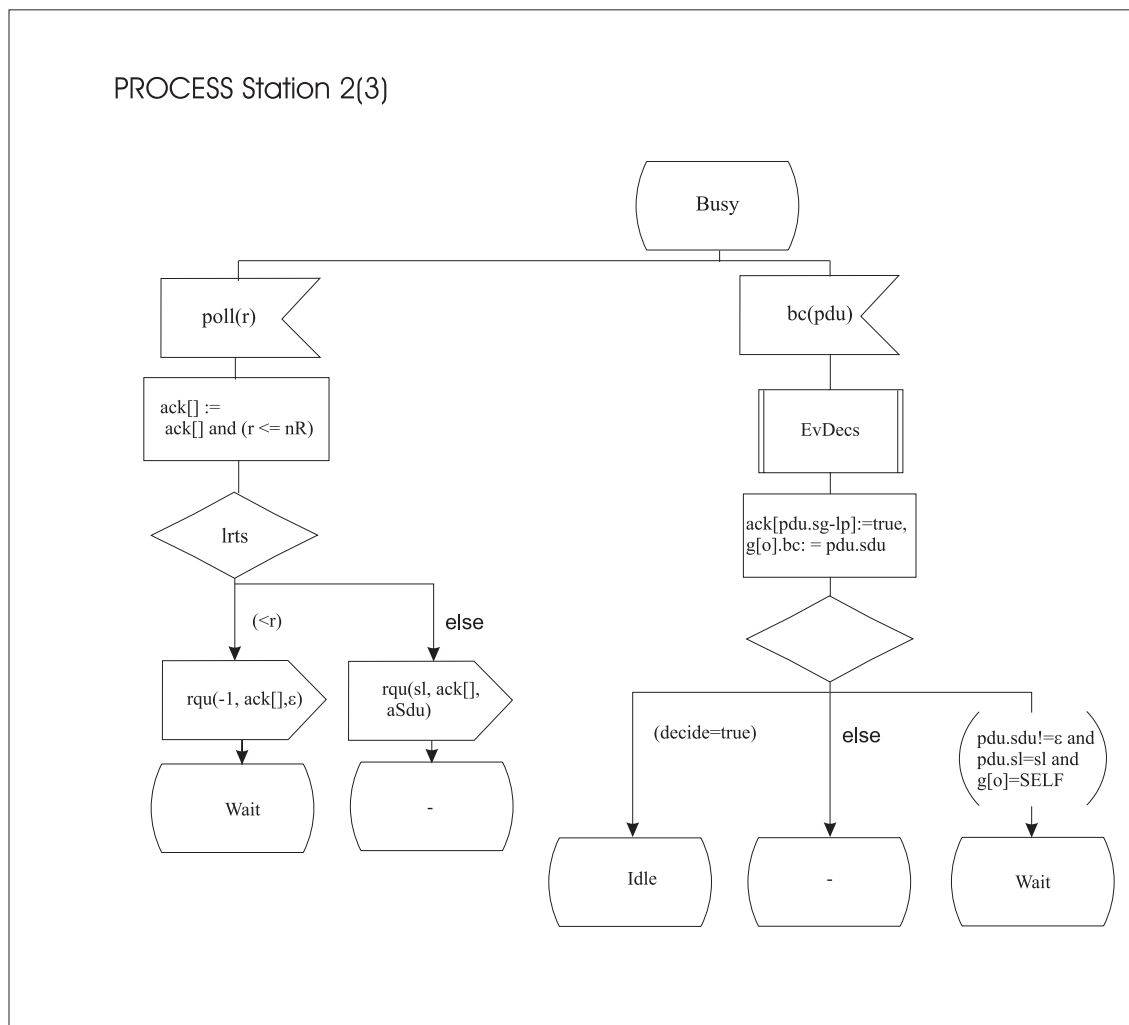 PROCESS Station 2(3)
Busy
poll(r)
bc(pdu)
ack[] :=
ack[] and (r <= nR)
EvDecs
lrts
ack[pdu.sg-lp]:=true,
g[o].bc: = pdu.sdu
(<r)
else
rqu(-1, ack[],ε)
rqu(sl, ack[],
aSdu)
(decide=true)
else
pdu.sdu!=ε and
pdu.sl=sl and
g[o]=SELF
Wait
-
Idle
-
Wait